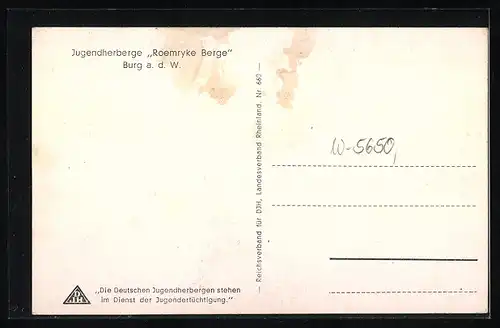 Jugendherberge „Roemryke Berge"
Burg a. d. W.
— Reichsverband für DJH, Landesverband Rheinland, Nr. 660 —
W-5650,
„Die Deutschen Jugendherbergen stehen
im Dienst der Jugendertüchtigung."